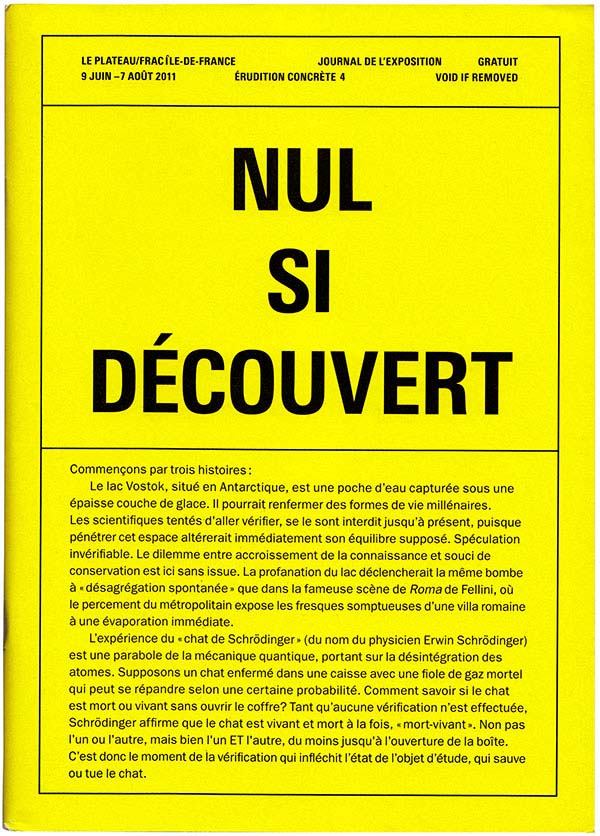 LE PLATEAU/FRAC ÎLE-DE-FRANCE JOURNAL DE L'EXPOSITION GRATUIT
9 JUIN –7 AOÛT 2011 ÉRUDITION CONCRÈTE 4 VOID IF REMOVED
NUL
SI
DÉCOUVERT
Commençons par trois histoires :
Le lac Vostok, situé en Antarctique, est une poche d'eau capturée sous une
épaisse couche de glace. Il pourrait renfermer des formes de vie millénaires.
Les scientifiques tentés d'aller vérifier, se le sont interdit jusqu'à présent, puisque
pénétrer cet espace altérerait immédiatement son équilibre supposé. Spéculation
invérifiable. Le dilemme entre accroissement de la connaissance et souci de
conservation est ici sans issue. La profanation du lac déclencherait la même bombe
à « désagrégation spontanée » que dans la fameuse scène de Roma de Fellini, où
le percement du métropolitain expose les fresques somptueuses d'une villa romaine
à une évaporation immédiate.
L'expérience du « chat de Schrödinger » (du nom du physicien Erwin Schrödinger)
est une parabole de la mécanique quantique, portant sur la désintégration des
atomes. Supposons un chat enfermé dans une caisse avec une fiole de gaz mortel
qui peut se répandre selon une certaine probabilité. Comment savoir si le chat
est mort ou vivant sans ouvrir le coffre? Tant qu'aucune vérification n'est effectuée,
Schrödinger affirme que le chat est vivant et mort à la fois, « mort-vivant ». Non pas
l'un ou l'autre, mais bien l'un ET l'autre, du moins jusqu'à l'ouverture de la boîte.
C'est donc le moment de la vérification qui infléchit l'état de l'objet d'étude, qui sauve
ou tue le chat.